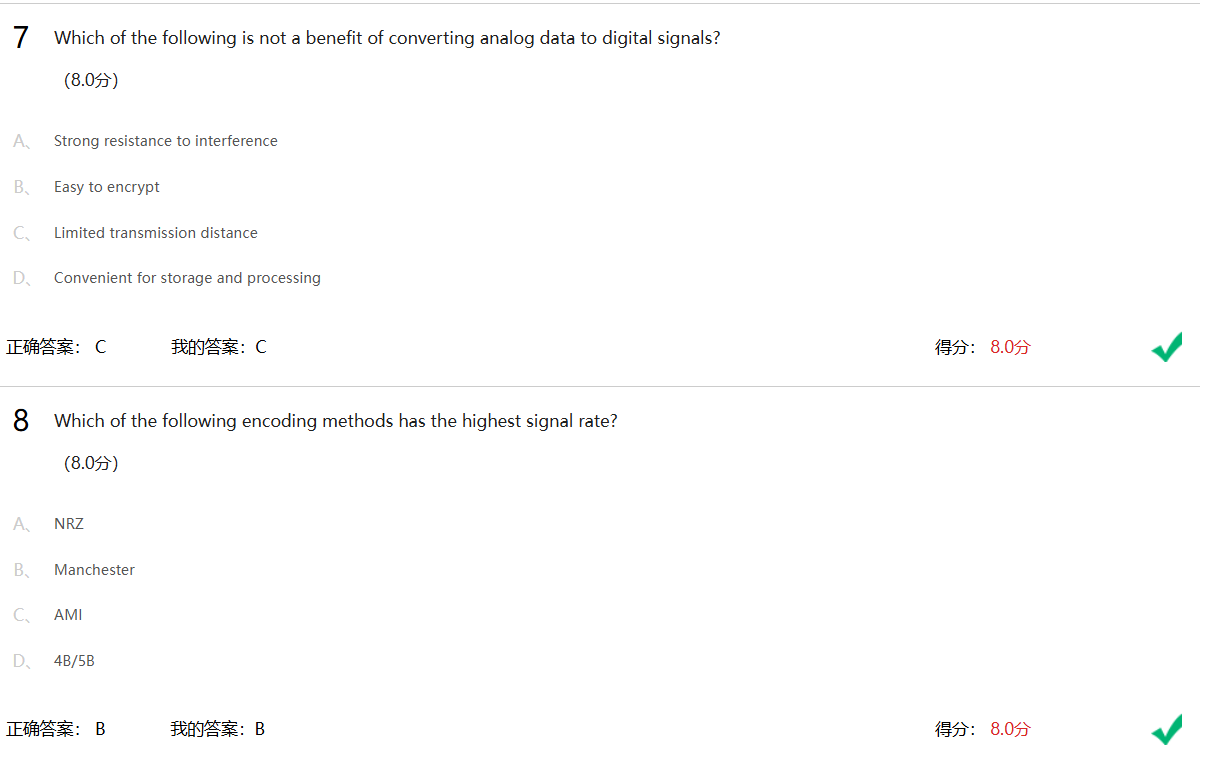 7 Which of the following is not a benefit of converting analog data to digital signals?
(8.0分)
A、 Strong resistance to interference
B、 Easy to encrypt
C、 Limited transmission distance
D、 Convenient for storage and processing
正确答案： C 我的答案：C 得分： 8.0分
8 Which of the following encoding methods has the highest signal rate?
(8.0分)
A、 NRZ
B、 Manchester
C、 AMI
D、 4B/5B
正确答案： B 我的答案：B 得分： 8.0分